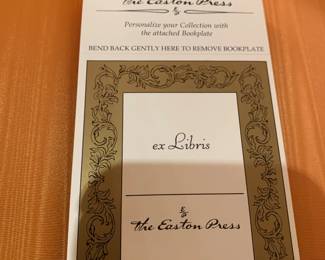 the Easton Press
Personalize your Collection with
the attached Bookplate
BEND BACK GENTLY HERE TO REMOVE BOOKPLATE
ex Libris
the Easton Press